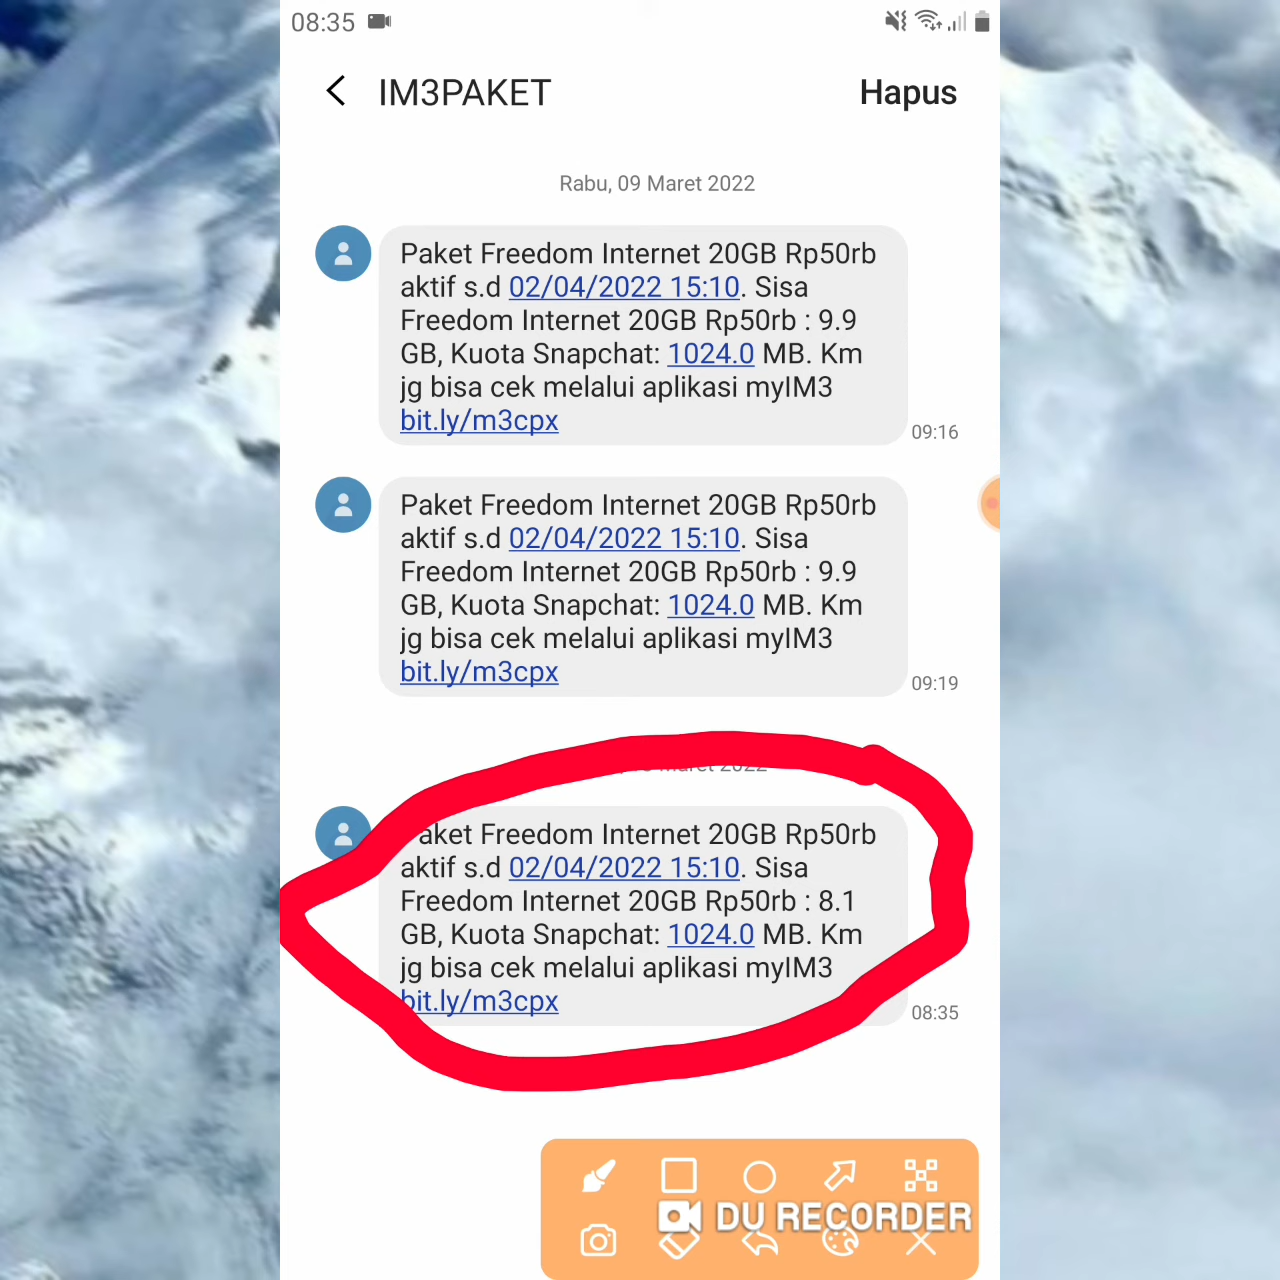 08:35
IM3PAKET
Hapus
Rabu, 09 Maret 2022
Paket Freedom Internet 20GB Rp50rb
aktif s.d 02/04/2022 15:10. Sisa
Freedom Internet 20GB Rp50rb : 9.9
GB, Kuota Snapchat: 1024.0 MB. Km
jg bisa cek melalui aplikasi myIM3
bit.ly/m3cpx
09:16
Paket Freedom Internet 20GB Rp50rb
aktif s.d 02/04/2022 15:10. Sisa
Freedom Internet 20GB Rp50rb : 9.9
GB, Kuota Snapchat: 1024.0 MB. Km
jg bisa cek melalui aplikasi myIM3
bit.ly/m3cpx
09:19
Maret 2022
Paket Freedom Internet 20GB Rp50rb
aktif s.d 02/04/2022 15:10. Sisa
Freedom Internet 20GB Rp50rb : 8.1
GB, Kuota Snapchat: 1024.0 MB. Km
jg bisa cek melalui aplikasi myIM3
bit.ly/m3cpx
08:35
DU RECORDER